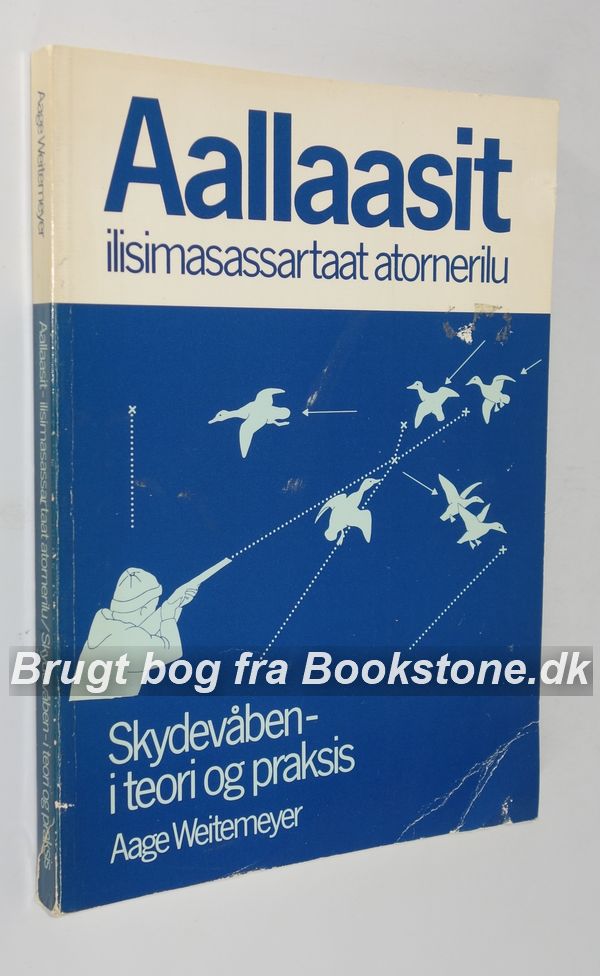 Aallaasit
ilisimasassartaat atornerilu
Skydevåben-
i teori og praksis
Aage Weitemeyer
Aage Weitemeyer
Aallaasit - ilisimasassartaat atornerilu / Skydevåben - i teori og praksis
Brugt bog fra Bookstone.dk